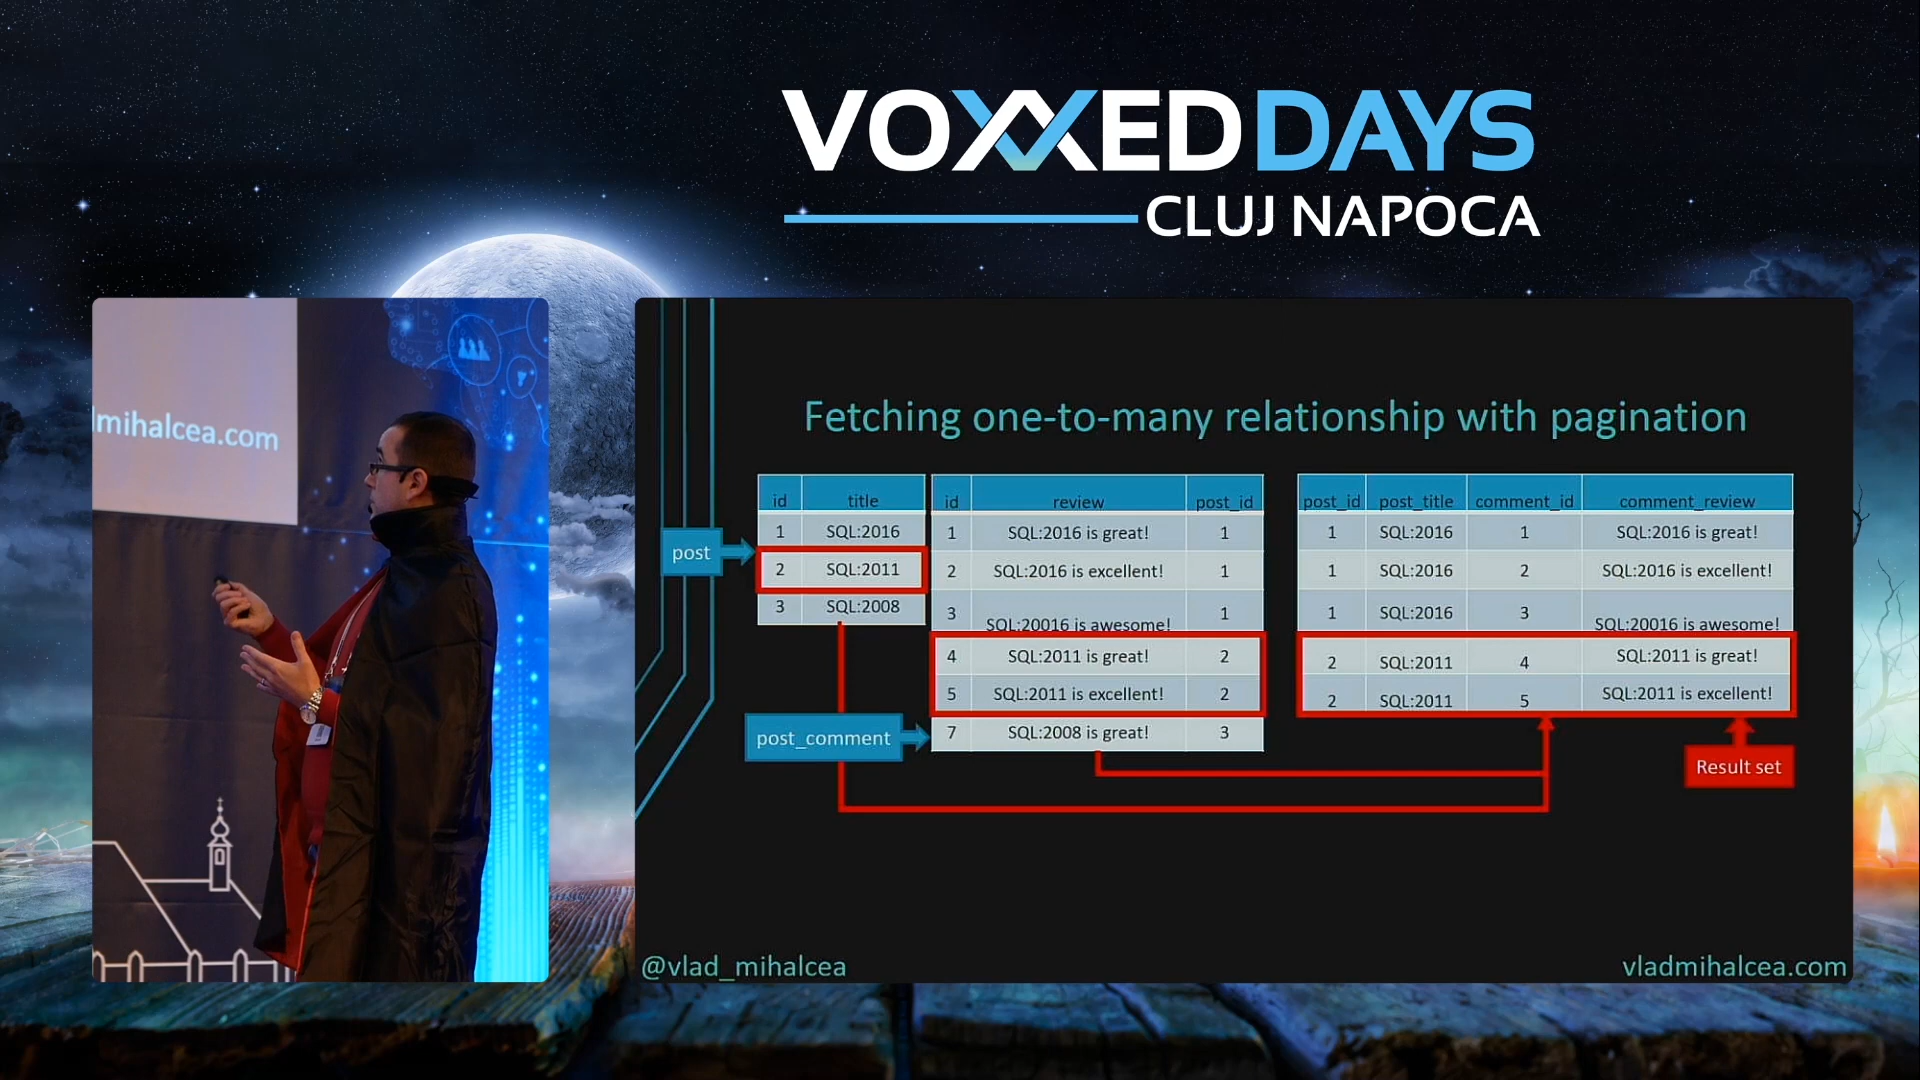 VOXXEDDAYS
CLUJ NAPOCA
lmihalcea.com
Fetching one-to-many relationship with pagination
id title
1 SQL:2016
2 SQL:2011
3 SQL:2008
post
id review post_id
1 SQL:2016 is great! 1
2 SQL:2016 is excellent! 1
3 SQL:20016 is awesome! 1
4 SQL:2011 is great! 2
5 SQL:2011 is excellent! 2
7 SQL:2008 is great! 3
post_comment
post_id post_title comment_id comment_review
1 SQL:2016 1 SQL:2016 is great!
1 SQL:2016 2 SQL:2016 is excellent!
1 SQL:2016 3 SQL:20016 is awesome!
2 SQL:2011 4 SQL:2011 is great!
2 SQL:2011 5 SQL:2011 is excellent!
Result set
@vlad_mihalcea
vladmihalcea.com